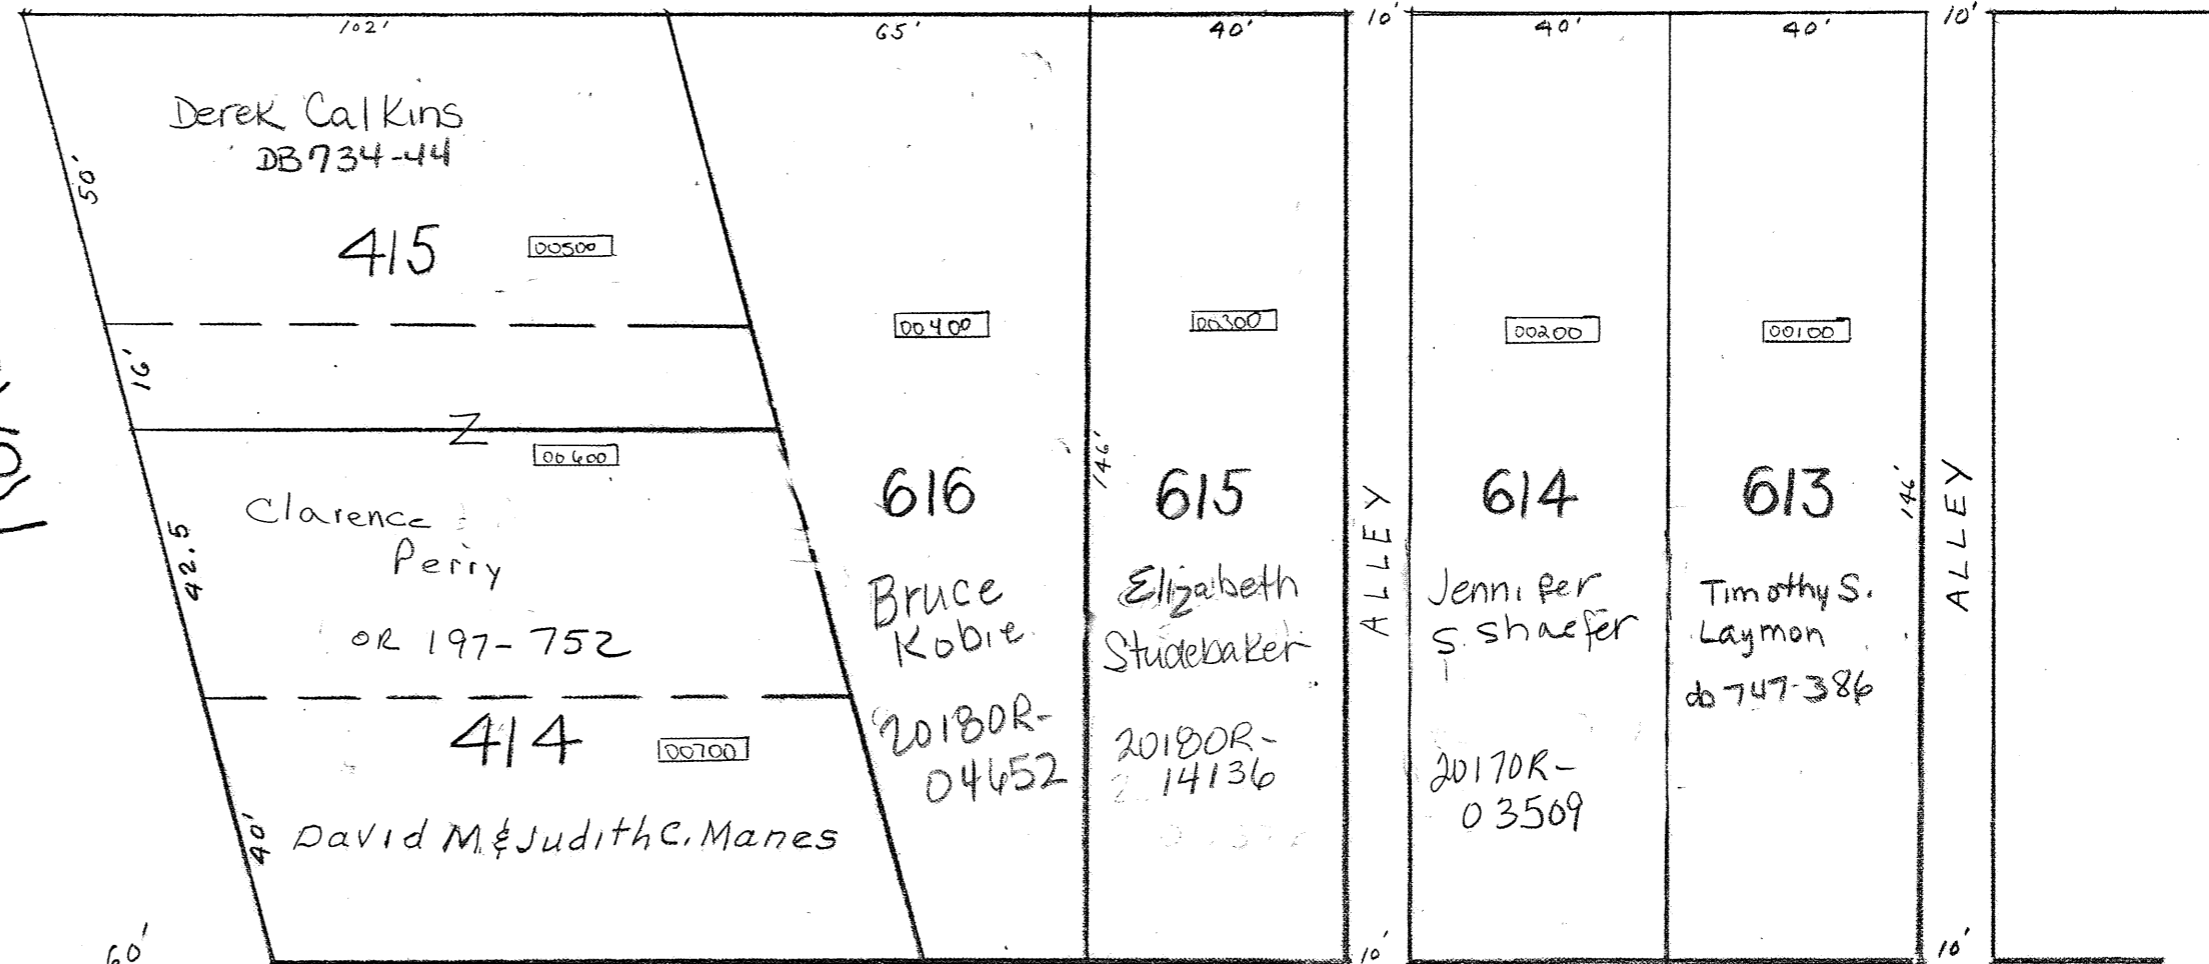 102'
65'
40'
10'
40'
40'
10'
Derek Calkins
DB734-44
50'
415
00500
16'
Z
00600
Clarence
Perry
OR 197-752
42.5
414
00700
David M & Judith C. Manes
40'
60'
00400
616
Bruce
Kobie
2018OR-
04652
146'
00300
615
Elizabeth
Studebaker
2018OR-
14136
ALLEY
10'
00200
614
Jennifer
S. Shaefer
2017OR-
03509
00100
613
Timothy S.
Laymon
db 747-386
146'
ALLEY
10'